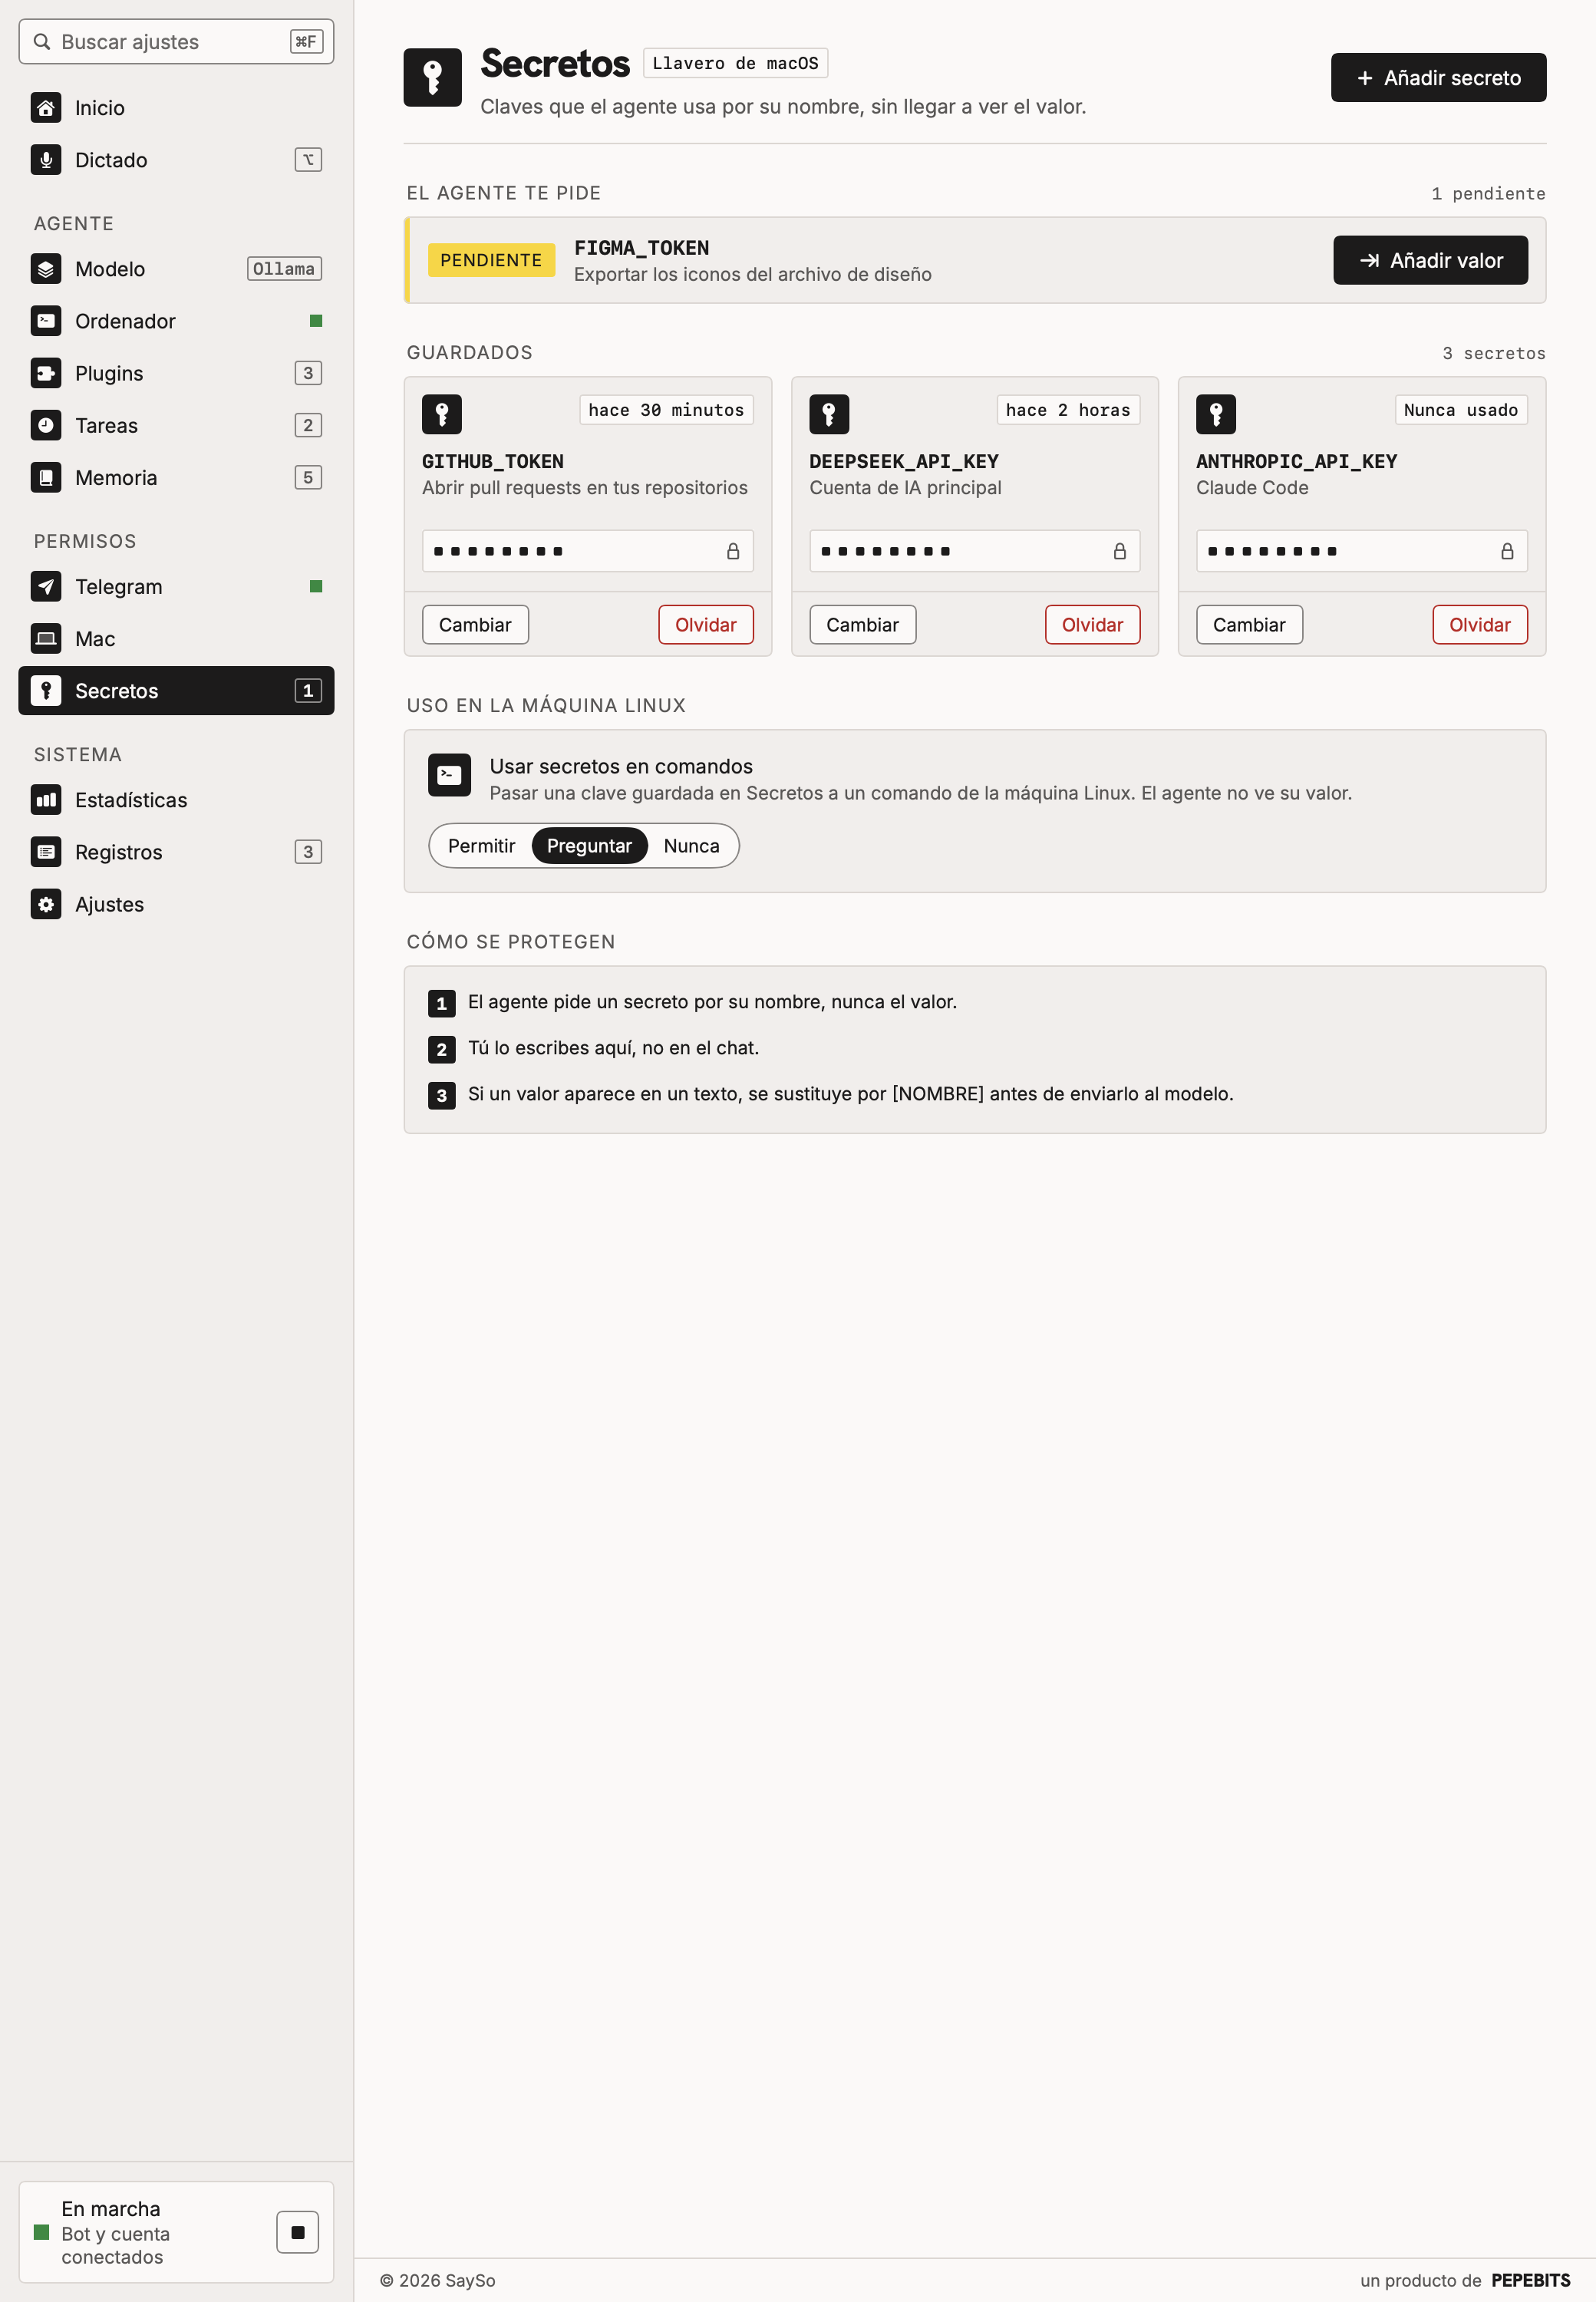 Buscar ajustes ⌘F
Inicio
Dictado ⌥
AGENTE
Modelo Ollama
Ordenador
Plugins 3
Tareas 2
Memoria 5
PERMISOS
Telegram
Mac
Secretos 1
SISTEMA
Estadísticas
Registros 3
Ajustes
En marcha
Bot y cuenta
conectados
Secretos Llavero de macOS
Claves que el agente usa por su nombre, sin llegar a ver el valor.
+ Añadir secreto
EL AGENTE TE PIDE 1 pendiente
PENDIENTE
FIGMA_TOKEN
Exportar los iconos del archivo de diseño
Añadir valor
GUARDADOS 3 secretos
hace 30 minutos
GITHUB_TOKEN
Abrir pull requests en tus repositorios
Cambiar Olvidar
hace 2 horas
DEEPSEEK_API_KEY
Cuenta de IA principal
Cambiar Olvidar
Nunca usado
ANTHROPIC_API_KEY
Claude Code
Cambiar Olvidar
USO EN LA MÁQUINA LINUX
Usar secretos en comandos
Pasar una clave guardada en Secretos a un comando de la máquina Linux. El agente no ve su valor.
Permitir Preguntar Nunca
CÓMO SE PROTEGEN
1 El agente pide un secreto por su nombre, nunca el valor.
2 Tú lo escribes aquí, no en el chat.
3 Si un valor aparece en un texto, se sustituye por [NOMBRE] antes de enviarlo al modelo.
© 2026 SaySo
un producto de PEPEBITS